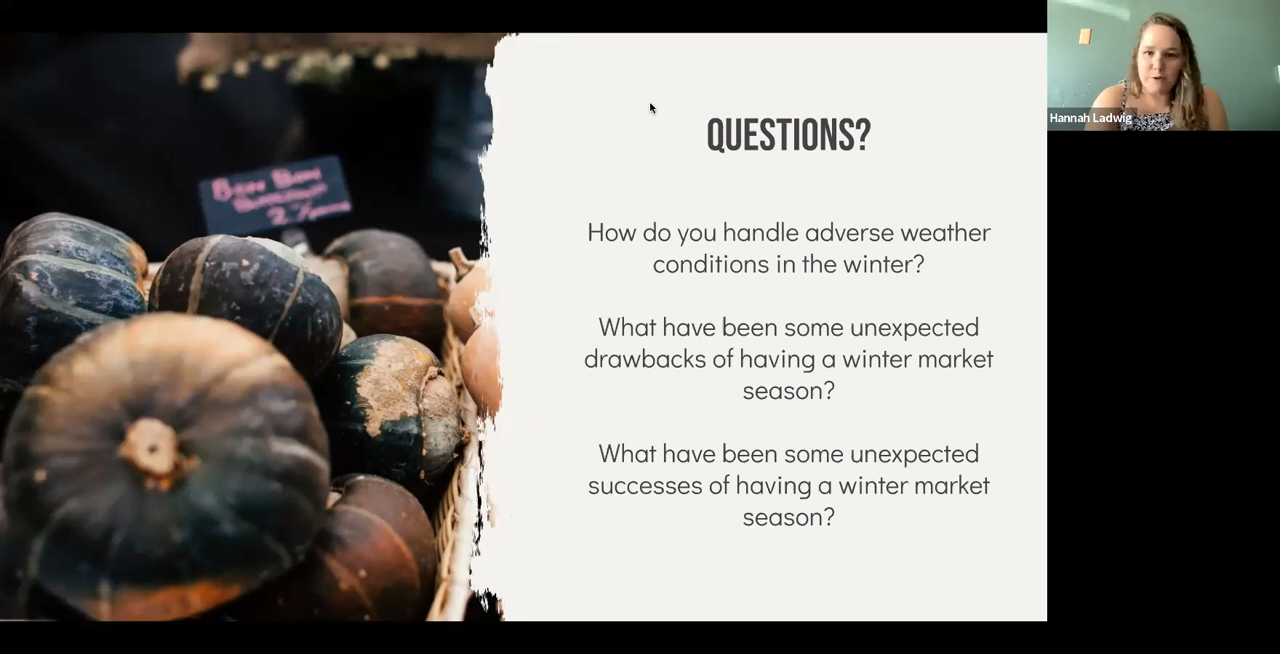 QUESTIONS?
How do you handle adverse weather
conditions in the winter?
What have been some unexpected
drawbacks of having a winter market
season?
What have been some unexpected
successes of having a winter market
season?
Hannah Ladwig